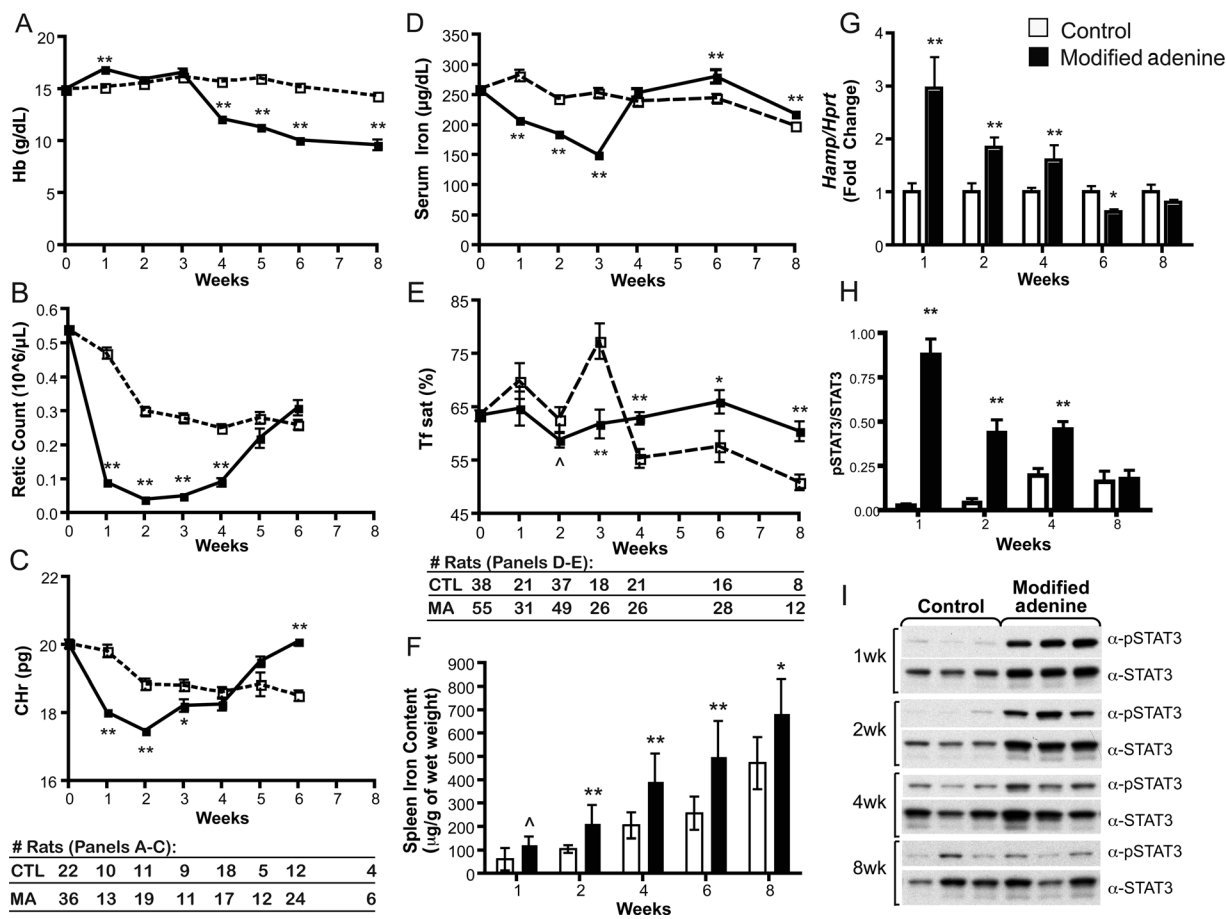 A
Hb (g/dL)
20
15
10
5
0
**
**
**
**
**
0 1 2 3 4 5 6 7 8
Weeks
B
Retic Count (10^6/µL)
0.6
0.5
0.4
0.3
0.2
0.1
0.0
**
**
**
**
0 1 2 3 4 5 6 7 8
Weeks
C
CHr (pg)
22
20
18
16
**
**
*
**
0 1 2 3 4 5 6 7 8
Weeks
# Rats (Panels A-C):
CTL 22 10 11 9 18 5 12 4
MA 36 13 19 11 17 12 24 6
D
Serum Iron (µg/dL)
350
300
250
200
150
100
50
0
**
**
**
**
**
0 1 2 3 4 5 6 7 8
Weeks
E
Tf sat (%)
85
75
65
55
45
^
**
**
*
**
0 1 2 3 4 5 6 7 8
Weeks
# Rats (Panels D-E):
CTL 38 21 37 18 21 16 8
MA 55 31 49 26 26 28 12
F
Spleen Iron Content
(µg/g of wet weight)
900
800
700
600
500
400
300
200
100
0
^
**
**
**
*
1 2 4 6 8
Weeks
G
Control
Modified adenine
Hamp/Hprt
(Fold Change)
4
3
2
1
0
**
**
**
*
1 2 4 6 8
Weeks
H
pSTAT3/STAT3
1.00
0.75
0.50
0.25
0.00
**
**
**
1 2 4 8
Weeks
I
Control
Modified
adenine
1wk
α-pSTAT3
α-STAT3
2wk
α-pSTAT3
α-STAT3
4wk
α-pSTAT3
α-STAT3
8wk
α-pSTAT3
α-STAT3